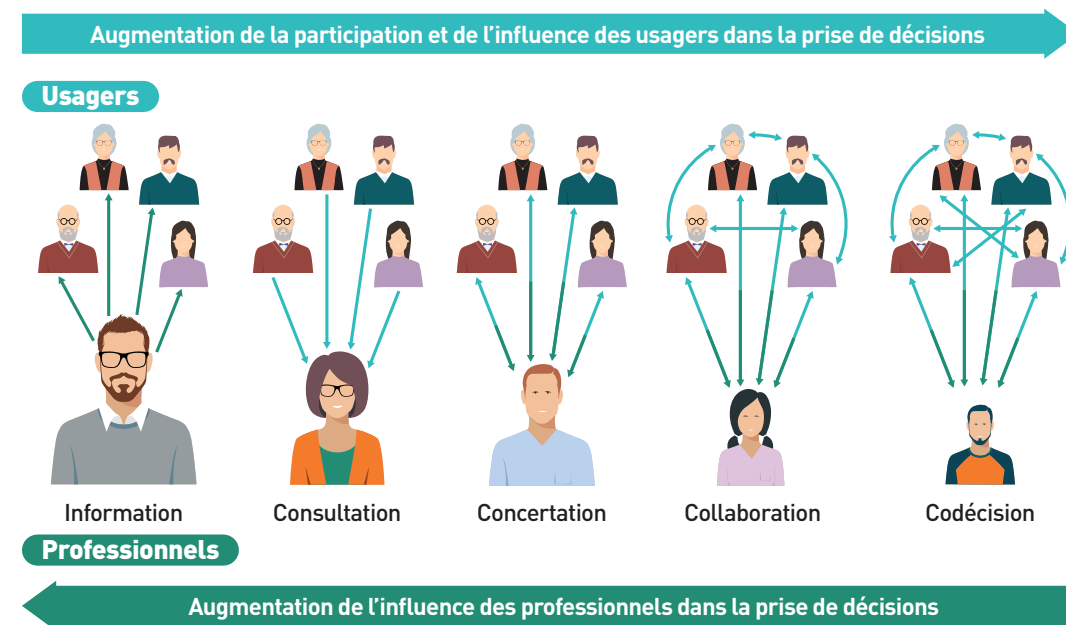 Augmentation de la participation et de l’influence des usagers dans la prise de décisions
Usagers
Information
Consultation
Concertation
Collaboration
Codécision
Professionnels
Augmentation de l’influence des professionnels dans la prise de décisions